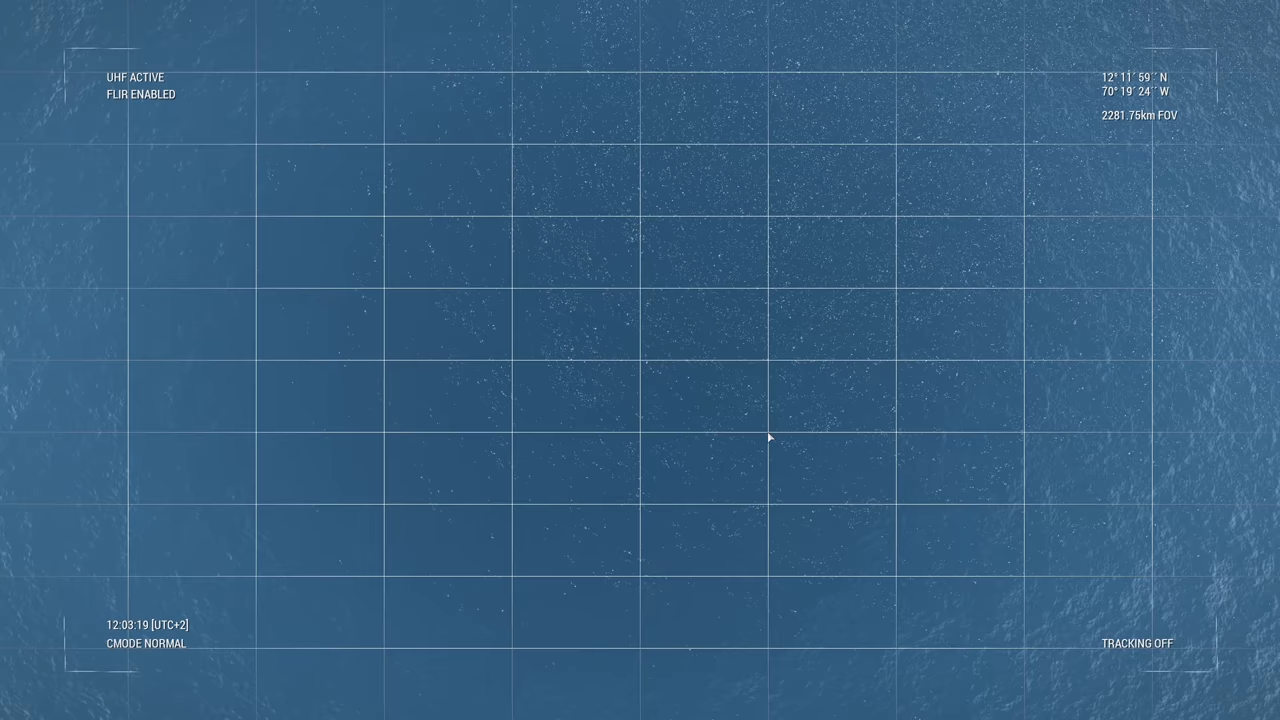 UHF ACTIVE
FLIR ENABLED
12° 11´ 59´´ N
70° 19´ 24´´ W
2281.75km FOV
12:03:19 [UTC+2]
CMODE NORMAL
TRACKING OFF